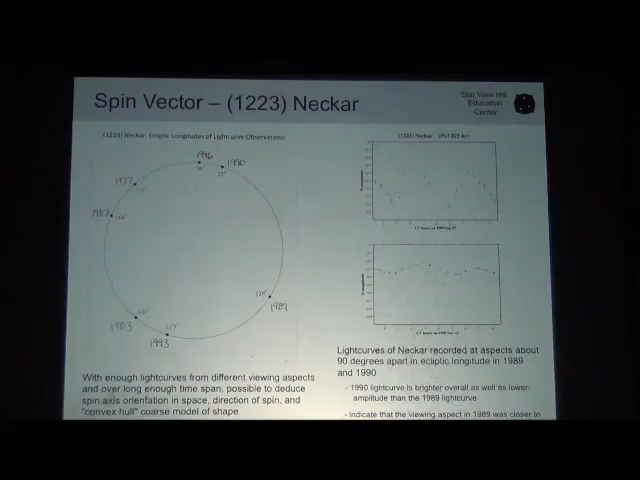 Spin Vector – (1223) Neckar
Star View Hill
Education
Center
(1223) Neckar: Ecliptic Longitudes of Lightcurve Observations
1996
1990
1977
1987
1989
1983
1993
With enough lightcurves from different viewing aspects
and over long enough time span, possible to deduce
spin axis orientation in space, direction of spin, and
"convex hull" coarse model of shape
(1223) Neckar (P=7.821 hr)
Lightcurves of Neckar recorded at aspects about
90 degrees apart in ecliptic longitude in 1989
and 1990
- 1990 lightcurve is brighter overall as well as lower-
amplitude than the 1989 lightcurve
- indicate that the viewing aspect in 1989 was closer to